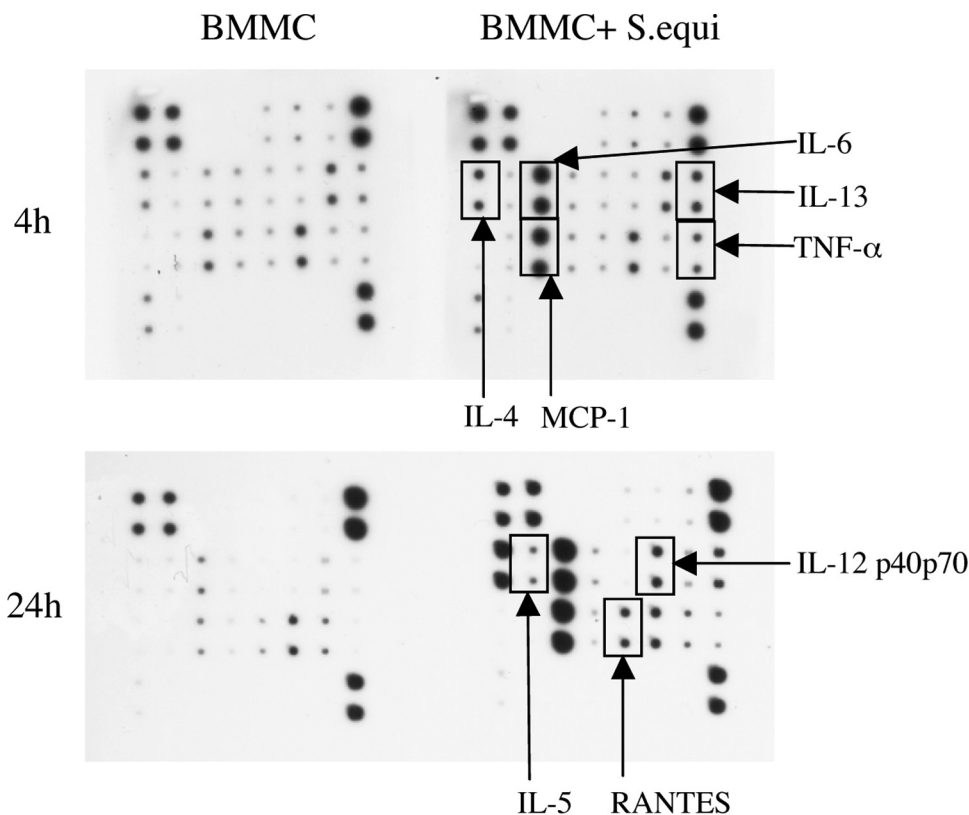 BMMC
BMMC+ S.equi
IL-6
IL-13
4h
TNF-α
IL-4
MCP-1
IL-12 p40p70
24h
IL-5
RANTES